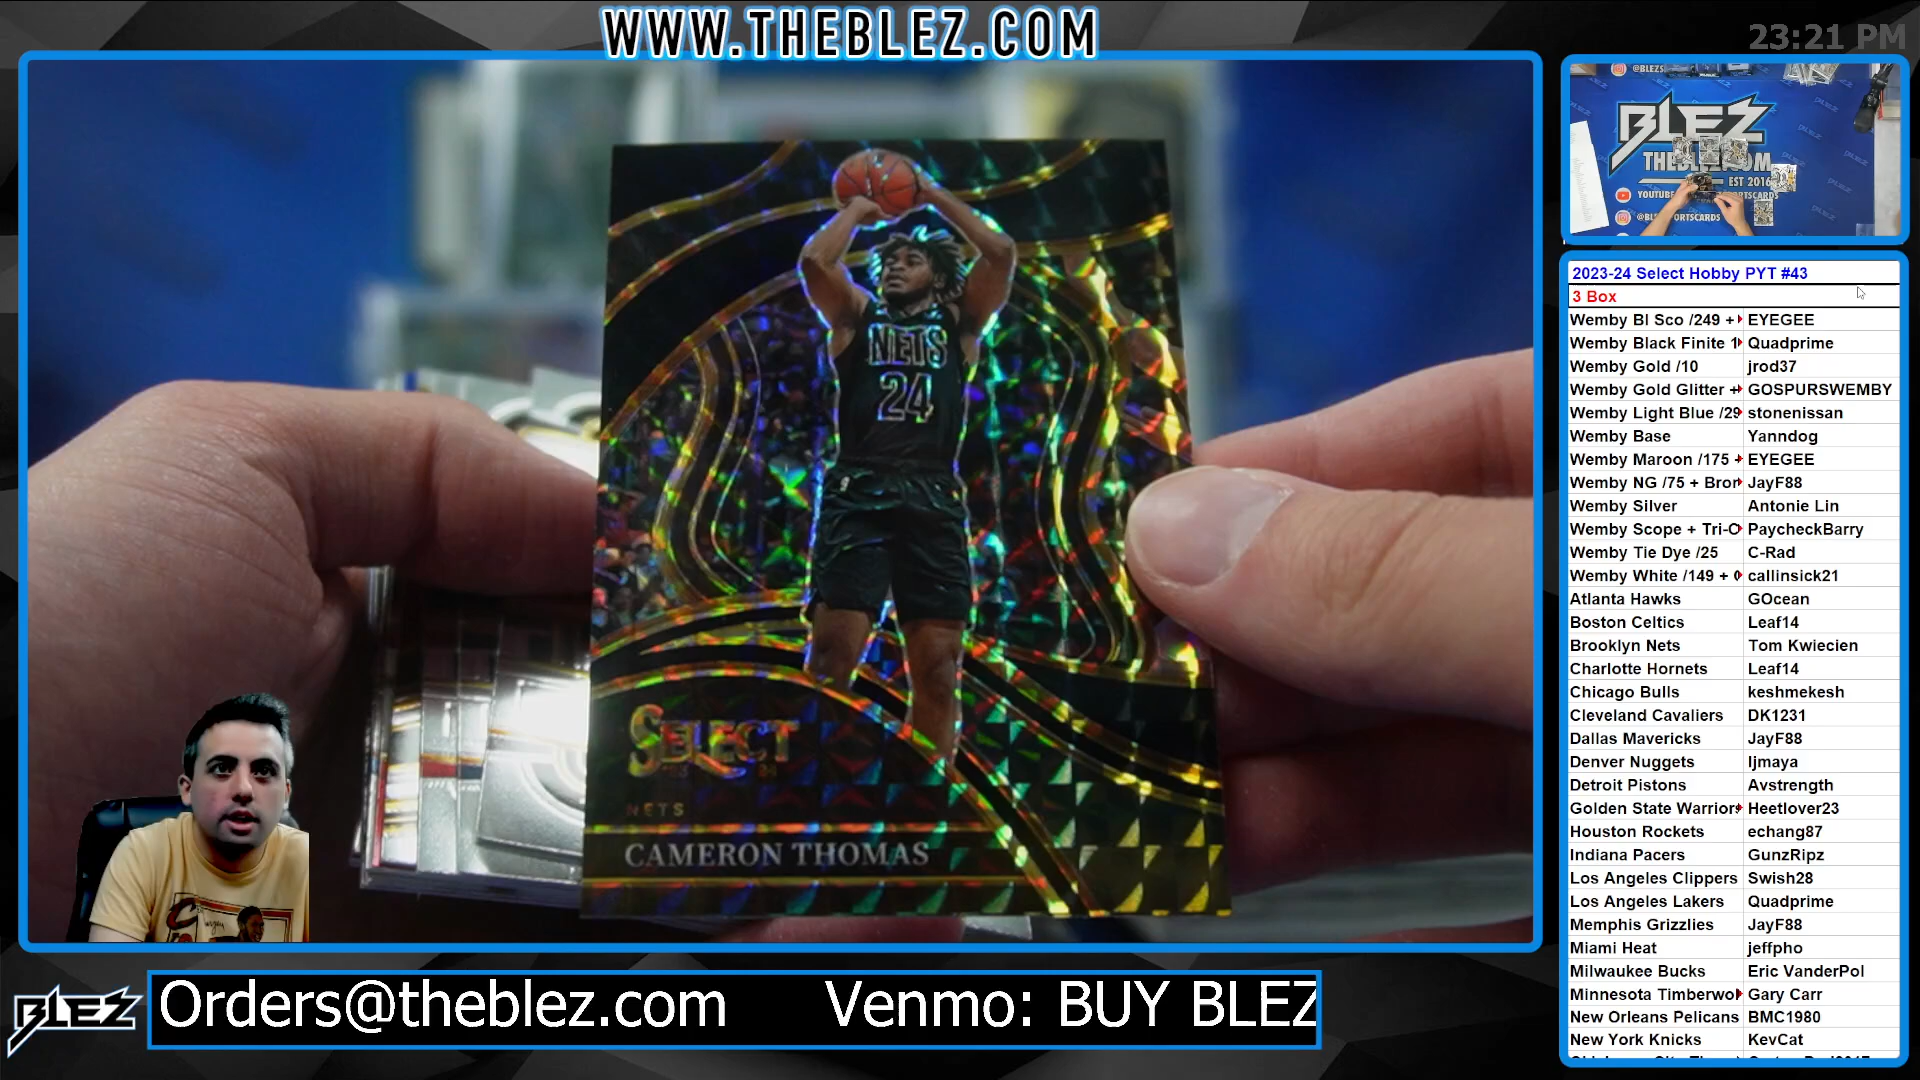 WWW.THEBLEZ.COM
23:21 PM
NETS
24
SELECT
NETS
CAMERON THOMAS
@BLEZS
BLEZ
EST 2016
YOUTUBE
2023-24 Select Hobby PYT #43
3 Box
Wemby Bl Sco /249 + EYEGEE
Wemby Black Finite 1 Quadprime
Wemby Gold /10 jrod37
Wemby Gold Glitter + GOSPURSWEMBY
Wemby Light Blue /29 stonenissan
Wemby Base Yanndog
Wemby Maroon /175 + EYEGEE
Wemby NG /75 + Bron JayF88
Wemby Silver Antonie Lin
Wemby Scope + Tri-C PaycheckBarry
Wemby Tie Dye /25 C-Rad
Wemby White /149 + callinsick21
Atlanta Hawks GOcean
Boston Celtics Leaf14
Brooklyn Nets Tom Kwiecien
Charlotte Hornets Leaf14
Chicago Bulls keshmekesh
Cleveland Cavaliers DK1231
Dallas Mavericks JayF88
Denver Nuggets
Detroit Pistons Avstrength
Golden State Warriors Heetlover23
Houston Rockets echang87
Indiana Pacers GunzRipz
Los Angeles Clippers Swish28
Los Angeles Lakers Quadprime
Memphis Grizzlies JayF88
Miami Heat jeffpho
Milwaukee Bucks Eric VanderPol
Minnesota Timberwol Gary Carr
New Orleans Pelicans BMC1980
New York Knicks KevCat
BLEZ
Orders@theblez.com Venmo: BUY BLEZ